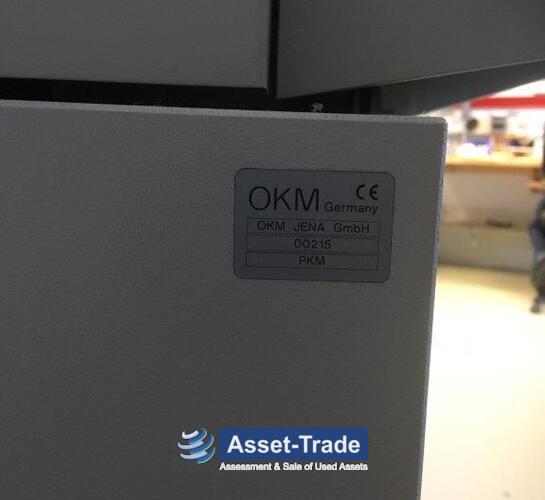 OKM CE
Germany
OKM JENA GmbH
00215
PKM
Asset-Trade
Assessment & Sale of Used Assets